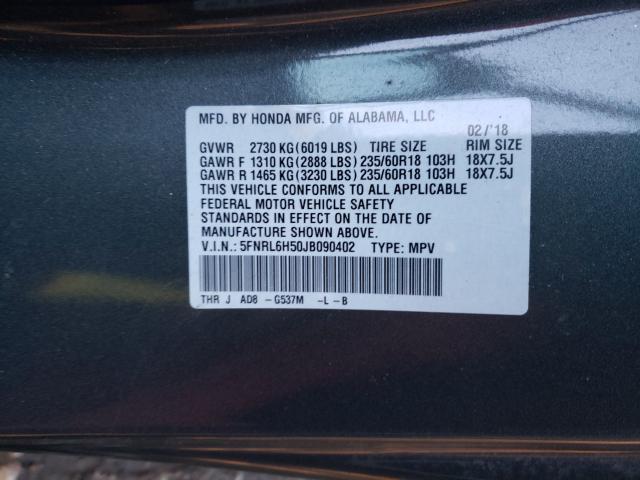 MFD. BY HONDA MFG. OF ALABAMA, LLC 02/'18
GVWR 2730 KG(6019 LBS) TIRE SIZE RIM SIZE
GAWR F 1310 KG(2888 LBS)235/60R18 103H 18X7.5J
GAWR R 1465 KG(3230 LBS)235/60R18 103H 18X7.5J
THIS VEHICLE CONFORMS TO ALL APPLICABLE
FEDERAL MOTOR VEHICLE SAFETY
STANDARDS IN EFFECT ON THE DATE OF
MANUFACTURE SHOWN ABOVE.
V.I.N.: 5FNRL6H50JB090402 TYPE: MPV
THR J AD8 -G537M -L-B